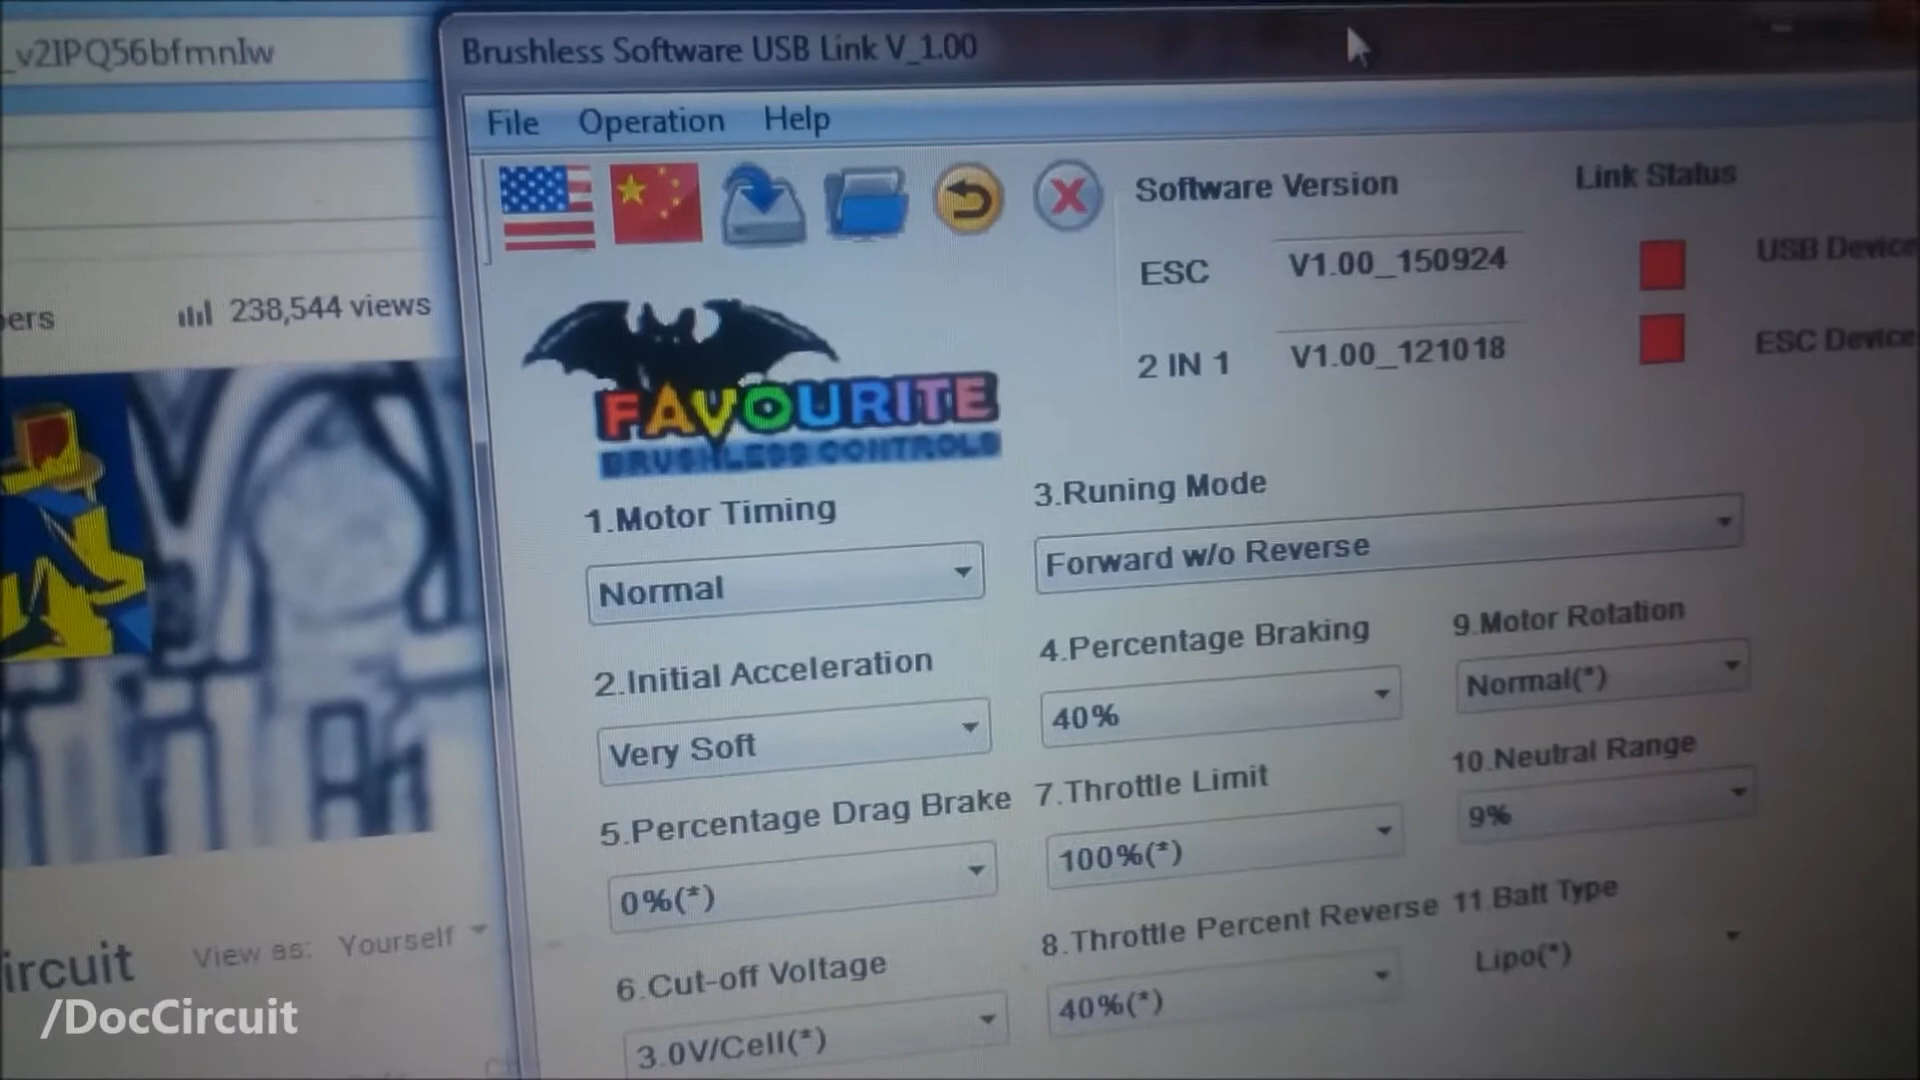 _v2IPQ56bfmnIw
Brushless Software USB Link V_1.00
File Operation Help
Software Version
Link Status
ESC V1.00_150924
USB Device
2 IN 1 V1.00_121018
ESC Device
238,544 views
FAVOURITE
BRUSHLESS CONTROLS
1.Motor Timing
Normal
3.Runing Mode
Forward w/o Reverse
2.Initial Acceleration
Very Soft
4.Percentage Braking
40%
9.Motor Rotation
Normal(*)
5.Percentage Drag Brake
0%(*)
7.Throttle Limit
100%(*)
10.Neutral Range
9%
6.Cut-off Voltage
3.0V/Cell(*)
8.Throttle Percent Reverse
40%(*)
11.Batt Type
Lipo(*)
ircuit
View as: Yourself
/DocCircuit